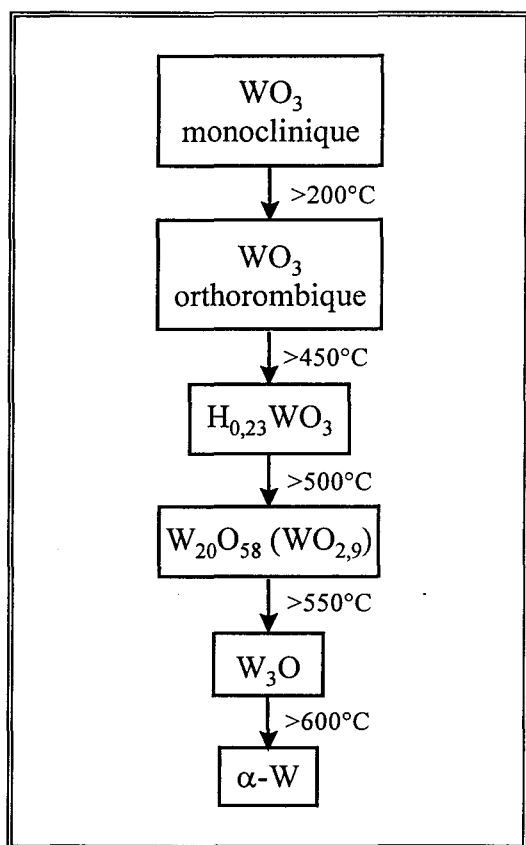 WO₃
monoclinique
>200°C
WO₃
orthorombique
>450°C
H₀,₂₃WO₃
>500°C
W₂₀O₅₈ (WO₂,₉)
>550°C
W₃O
>600°C
α-W